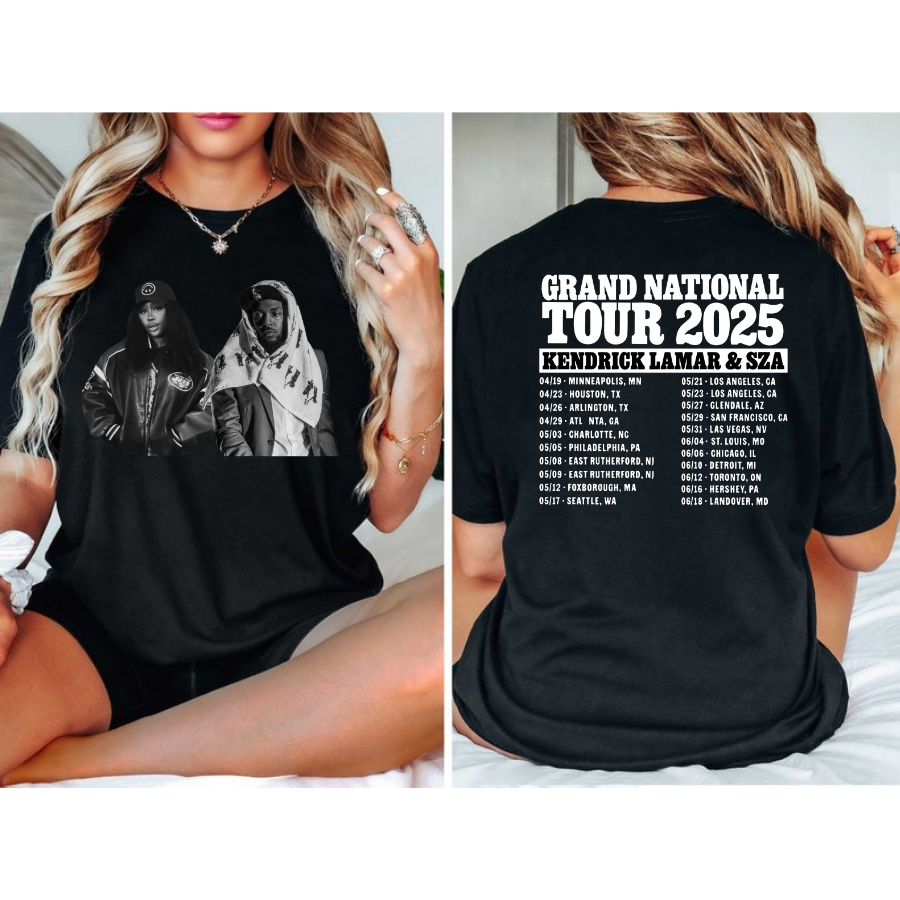 GRAND NATIONAL
TOUR 2025
KENDRICK LAMAR & SZA
04/19 · MINNEAPOLIS, MN
04/23 · HOUSTON, TX
04/26 · ARLINGTON, TX
04/29 · ATL NTA, GA
05/03 · CHARLOTTE, NC
05/05 · PHILADELPHIA, PA
05/08 · EAST RUTHERFORD, NJ
05/09 · EAST RUTHERFORD, NJ
05/12 · FOXBOROUGH, MA
05/17 · SEATTLE, WA
05/21 · LOS ANGELES, CA
05/23 · LOS ANGELES, CA
05/27 · GLENDALE, AZ
05/29 · SAN FRANCISCO, CA
05/31 · LAS VEGAS, NV
06/04 · ST. LOUIS, MO
06/06 · CHICAGO, IL
06/10 · DETROIT, MI
06/12 · TORONTO, ON
06/16 · HERSHEY, PA
06/18 · LANDOVER, MD